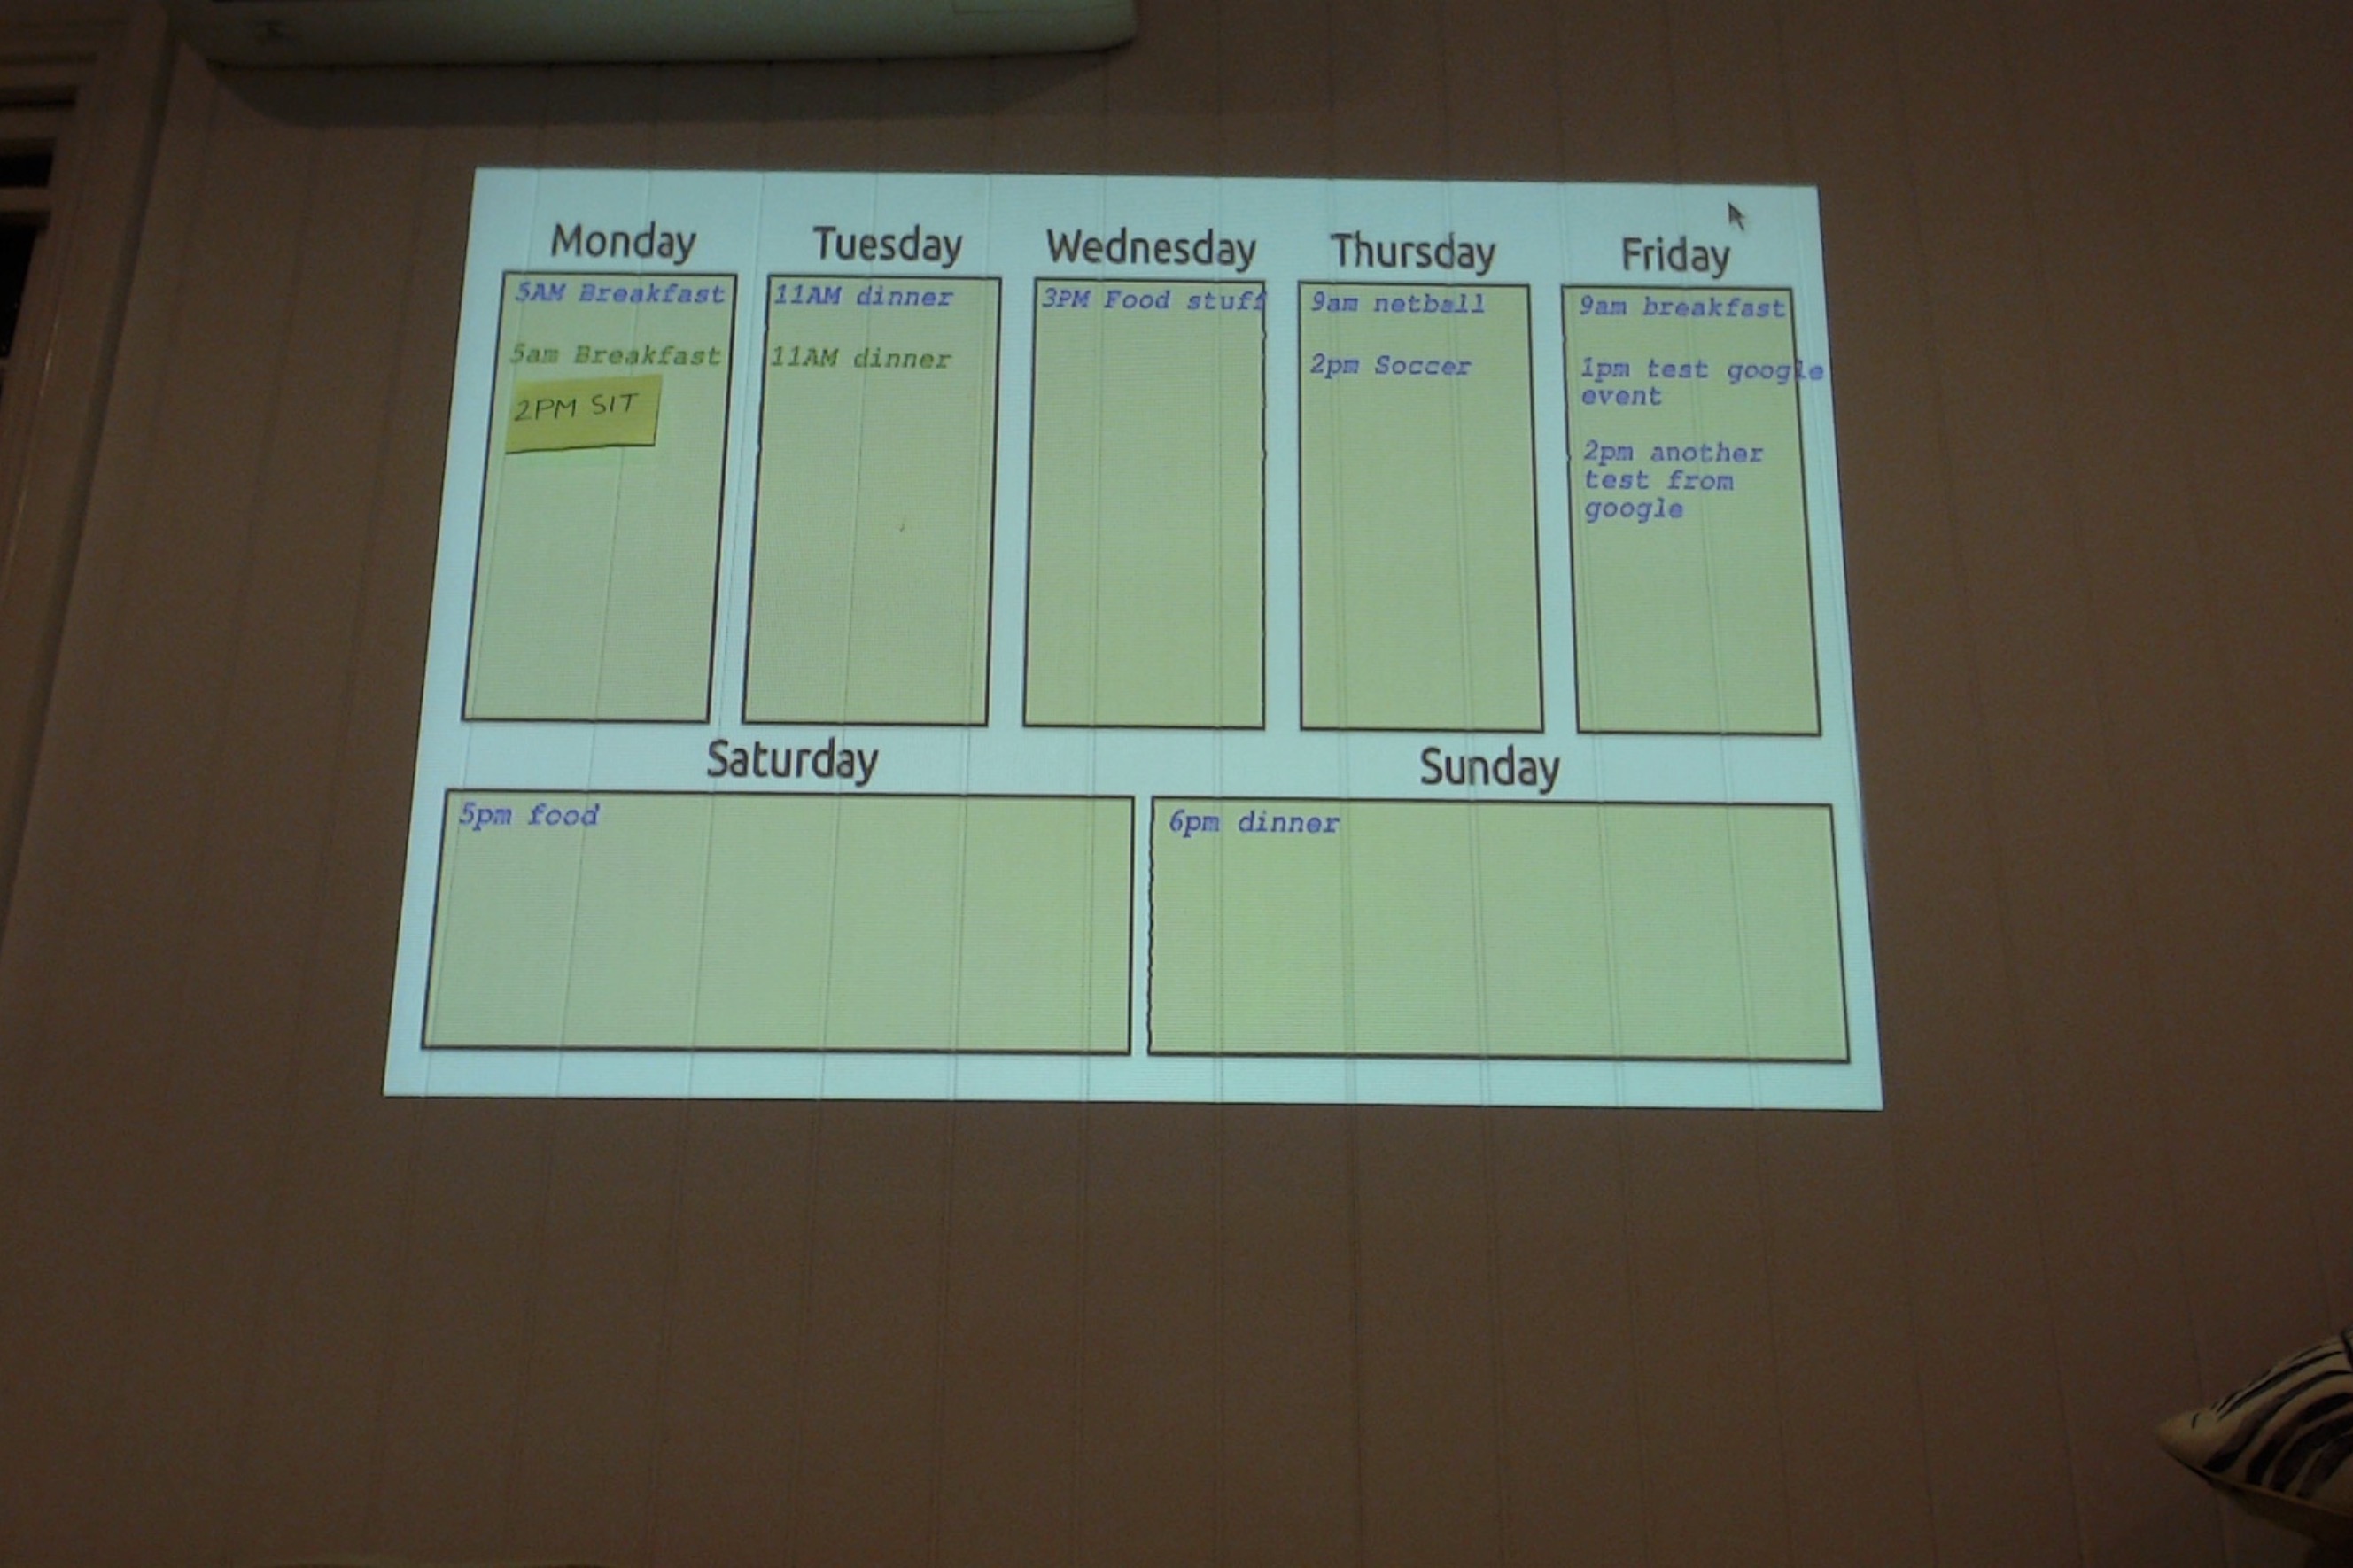 Monday
5AM Breakfast
5am Breakfast
2PM SIT
Tuesday
11AM dinner
11AM dinner
Wednesday
3PM Food stuff
Thursday
9am netball
2pm Soccer
Friday
9am breakfast
1pm test google
event
2pm another
test from
google
Saturday
5pm food
Sunday
6pm dinner